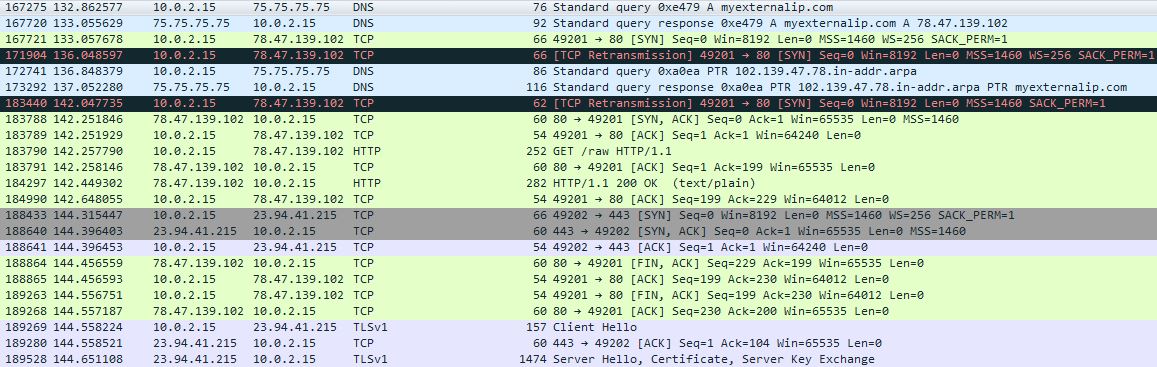 167275 132.862577 10.0.2.15 75.75.75.75 DNS 76 Standard query 0xe479 A myexternalip.com
167720 133.055629 75.75.75.75 10.0.2.15 DNS 92 Standard query response 0xe479 A myexternalip.com A 78.47.139.102
167721 133.057678 10.0.2.15 78.47.139.102 TCP 66 49201 → 80 [SYN] Seq=0 Win=8192 Len=0 MSS=1460 WS=256 SACK_PERM=1
171904 136.048597 10.0.2.15 78.47.139.102 TCP 66 [TCP Retransmission] 49201 → 80 [SYN] Seq=0 Win=8192 Len=0 MSS=1460 WS=256 SACK_PERM=1
172741 136.848379 10.0.2.15 75.75.75.75 DNS 86 Standard query 0xa0ea PTR 102.139.47.78.in-addr.arpa
173292 137.052280 75.75.75.75 10.0.2.15 DNS 116 Standard query response 0xa0ea PTR 102.139.47.78.in-addr.arpa PTR myexternalip.com
183440 142.047735 10.0.2.15 78.47.139.102 TCP 62 [TCP Retransmission] 49201 → 80 [SYN] Seq=0 Win=8192 Len=0 MSS=1460 SACK_PERM=1
183788 142.251846 78.47.139.102 10.0.2.15 TCP 60 80 → 49201 [SYN, ACK] Seq=0 Ack=1 Win=65535 Len=0 MSS=1460
183789 142.251929 10.0.2.15 78.47.139.102 TCP 54 49201 → 80 [ACK] Seq=1 Ack=1 Win=64240 Len=0
183790 142.257790 10.0.2.15 78.47.139.102 HTTP 252 GET /raw HTTP/1.1
183791 142.258146 78.47.139.102 10.0.2.15 TCP 60 80 → 49201 [ACK] Seq=1 Ack=199 Win=65535 Len=0
184297 142.449302 78.47.139.102 10.0.2.15 HTTP 282 HTTP/1.1 200 OK (text/plain)
184990 142.648055 10.0.2.15 78.47.139.102 TCP 54 49201 → 80 [ACK] Seq=199 Ack=229 Win=64012 Len=0
188433 144.315447 10.0.2.15 23.94.41.215 TCP 66 49202 → 443 [SYN] Seq=0 Win=8192 Len=0 MSS=1460 WS=256 SACK_PERM=1
188640 144.396403 23.94.41.215 10.0.2.15 TCP 60 443 → 49202 [SYN, ACK] Seq=0 Ack=1 Win=65535 Len=0 MSS=1460
188641 144.396453 10.0.2.15 23.94.41.215 TCP 54 49202 → 443 [ACK] Seq=1 Ack=1 Win=64240 Len=0
188864 144.456559 78.47.139.102 10.0.2.15 TCP 60 80 → 49201 [FIN, ACK] Seq=229 Ack=199 Win=65535 Len=0
188865 144.456593 10.0.2.15 78.47.139.102 TCP 54 49201 → 80 [ACK] Seq=199 Ack=230 Win=64012 Len=0
189263 144.556751 10.0.2.15 78.47.139.102 TCP 54 49201 → 80 [FIN, ACK] Seq=199 Ack=230 Win=64012 Len=0
189268 144.557187 78.47.139.102 10.0.2.15 TCP 60 80 → 49201 [ACK] Seq=230 Ack=200 Win=65535 Len=0
189269 144.558224 10.0.2.15 23.94.41.215 TLSv1 157 Client Hello
189280 144.558521 23.94.41.215 10.0.2.15 TCP 60 443 → 49202 [ACK] Seq=1 Ack=104 Win=65535 Len=0
189528 144.651108 23.94.41.215 10.0.2.15 TLSv1 1474 Server Hello, Certificate, Server Key Exchange